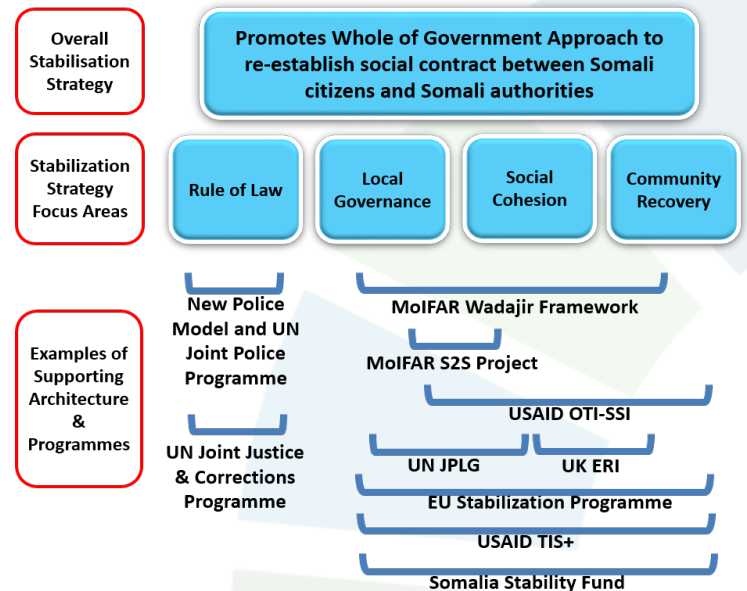 Overall
Stabilisation
Strategy
Promotes Whole of Government Approach to
re-establish social contract between Somali
citizens and Somali authorities
Stabilization
Strategy
Focus Areas
Rule of Law
Local
Governance
Social
Cohesion
Community
Recovery
Examples of
Supporting
Architecture
&
Programmes
New Police
Model and UN
Joint Police
Programme
UN Joint Justice
& Corrections
Programme
MoIFAR Wadajir Framework
MoIFAR S2S Project
USAID OTI-SSI
UN JPLG
UK ERI
EU Stabilization Programme
USAID TIS+
Somalia Stability Fund